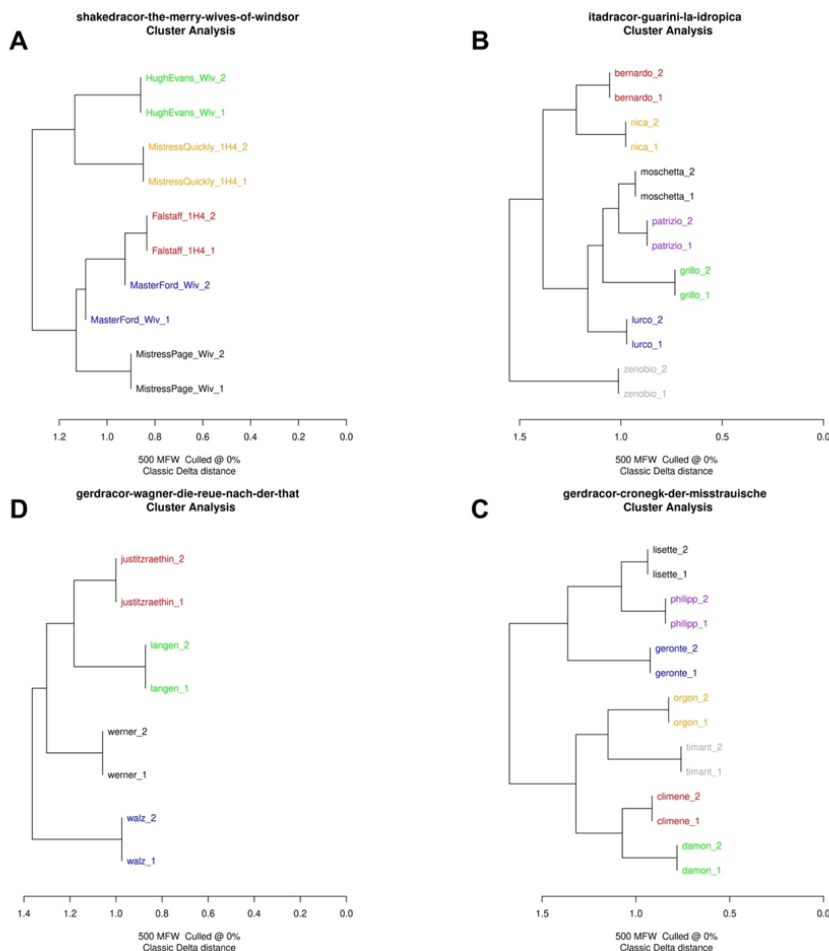 shakedracor-the-merry-wives-of-windsor
Cluster Analysis
A
HughEvans_Wiv_2
HughEvans_Wiv_1
MistressQuickly_1H4_2
MistressQuickly_1H4_1
Falstaff_1H4_2
Falstaff_1H4_1
MasterFord_Wiv_2
MasterFord_Wiv_1
MistressPage_Wiv_2
MistressPage_Wiv_1
1.2 1.0 0.8 0.6 0.4 0.2 0.0
500 MFW Culled @ 0%
Classic Delta distance
itadracor-guarini-la-idropica
Cluster Analysis
B
bernardo_2
bernardo_1
nica_2
nica_1
moschetta_2
moschetta_1
patrizio_2
patrizio_1
grillo_2
grillo_1
lurco_2
lurco_1
zenobio_2
zenobio_1
1.5 1.0 0.5 0.0
500 MFW Culled @ 0%
Classic Delta distance
gerdracor-wagner-die-reue-nach-der-that
Cluster Analysis
D
justitzraethin_2
justitzraethin_1
langen_2
langen_1
werner_2
werner_1
walz_2
walz_1
1.4 1.2 1.0 0.8 0.6 0.4 0.2 0.0
500 MFW Culled @ 0%
Classic Delta distance
gerdracor-cronegk-der-misstrauische
Cluster Analysis
C
lisette_2
lisette_1
philipp_2
philipp_1
geronte_2
geronte_1
orgon_2
orgon_1
timant_2
timant_1
climene_2
climene_1
damon_2
damon_1
1.5 1.0 0.5 0.0
500 MFW Culled @ 0%
Classic Delta distance